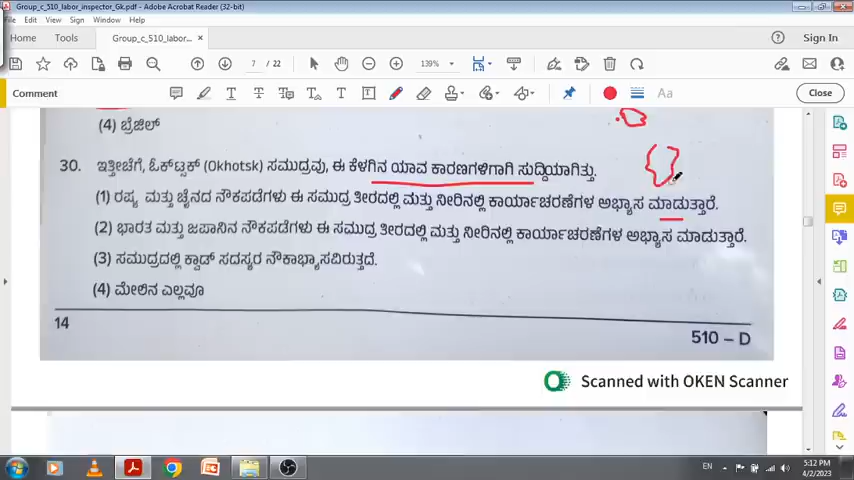 Group_c_510_labor_inspector_Gk.pdf - Adobe Acrobat Reader (32-bit)
File Edit View Sign Window Help
Home Tools Group_c_510_labor... × Sign In
7 / 22 139%
Comment Close
(4) ಬ್ರೆಜಿಲ್
30. ಇತ್ತೀಚೆಗೆ, ಓಕ್‌ಟ್ಸಕ್ (Okhotsk) ಸಮುದ್ರವು, ಈ ಕೆಳಗಿನ ಯಾವ ಕಾರಣಗಳಿಗಾಗಿ ಸುದ್ದಿಯಾಗಿತ್ತು.
(1) ರಷ್ಯ ಮತ್ತು ಚೈನದ ನೌಕಪಡೆಗಳು ಈ ಸಮುದ್ರ ತೀರದಲ್ಲಿ ಮತ್ತು ನೀರಿನಲ್ಲಿ ಕಾರ್ಯಾಚರಣೆಗಳ ಅಭ್ಯಾಸ ಮಾಡುತ್ತಾರೆ.
(2) ಭಾರತ ಮತ್ತು ಜಪಾನಿನ ನೌಕಪಡೆಗಳು ಈ ಸಮುದ್ರ ತೀರದಲ್ಲಿ ಮತ್ತು ನೀರಿನಲ್ಲಿ ಕಾರ್ಯಾಚರಣೆಗಳ ಅಭ್ಯಾಸ ಮಾಡುತ್ತಾರೆ.
(3) ಸಮುದ್ರದಲ್ಲಿ ಕ್ವಾಡ್ ಸದಸ್ಯರ ನೌಕಾಭ್ಯಾಸವಿರುತ್ತದೆ.
(4) ಮೇಲಿನ ಎಲ್ಲವೂ
14
510 – D
Scanned with OKEN Scanner
EN 5:12 PM
4/2/2023